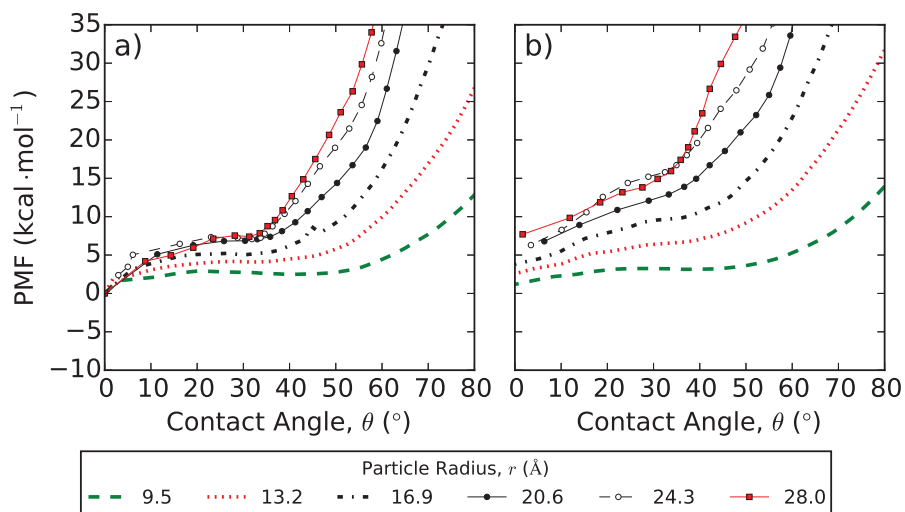 a)
b)
PMF (kcal·mol⁻¹)
35
30
25
20
15
10
5
0
−5
−10
0 10 20 30 40 50 60 70 80
0 10 20 30 40 50 60 70 80
Contact Angle, θ (°)
Contact Angle, θ (°)
Particle Radius, r (Å)
9.5 13.2 16.9 20.6 24.3 28.0